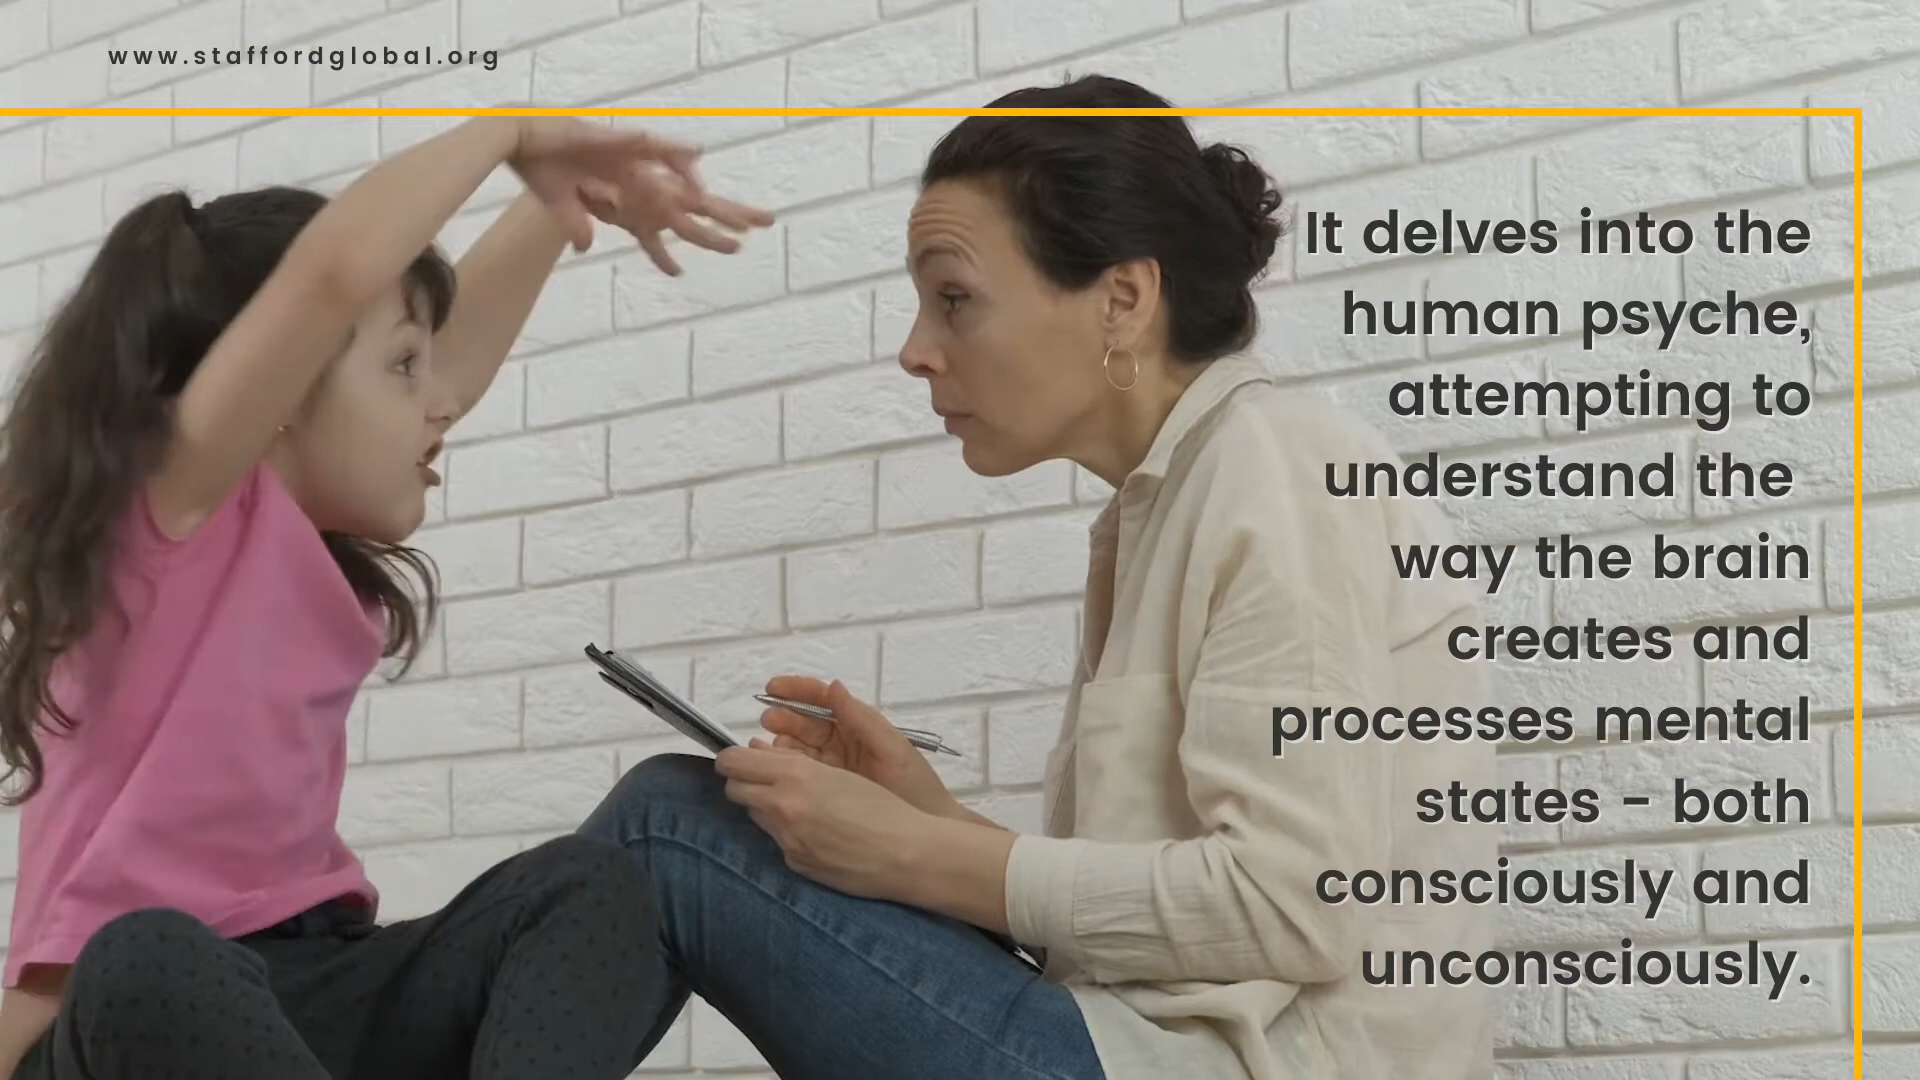 www.staffordglobal.org
It delves into the
human psyche,
attempting to
understand the
way the brain
creates and
processes mental
states - both
consciously and
unconsciously.